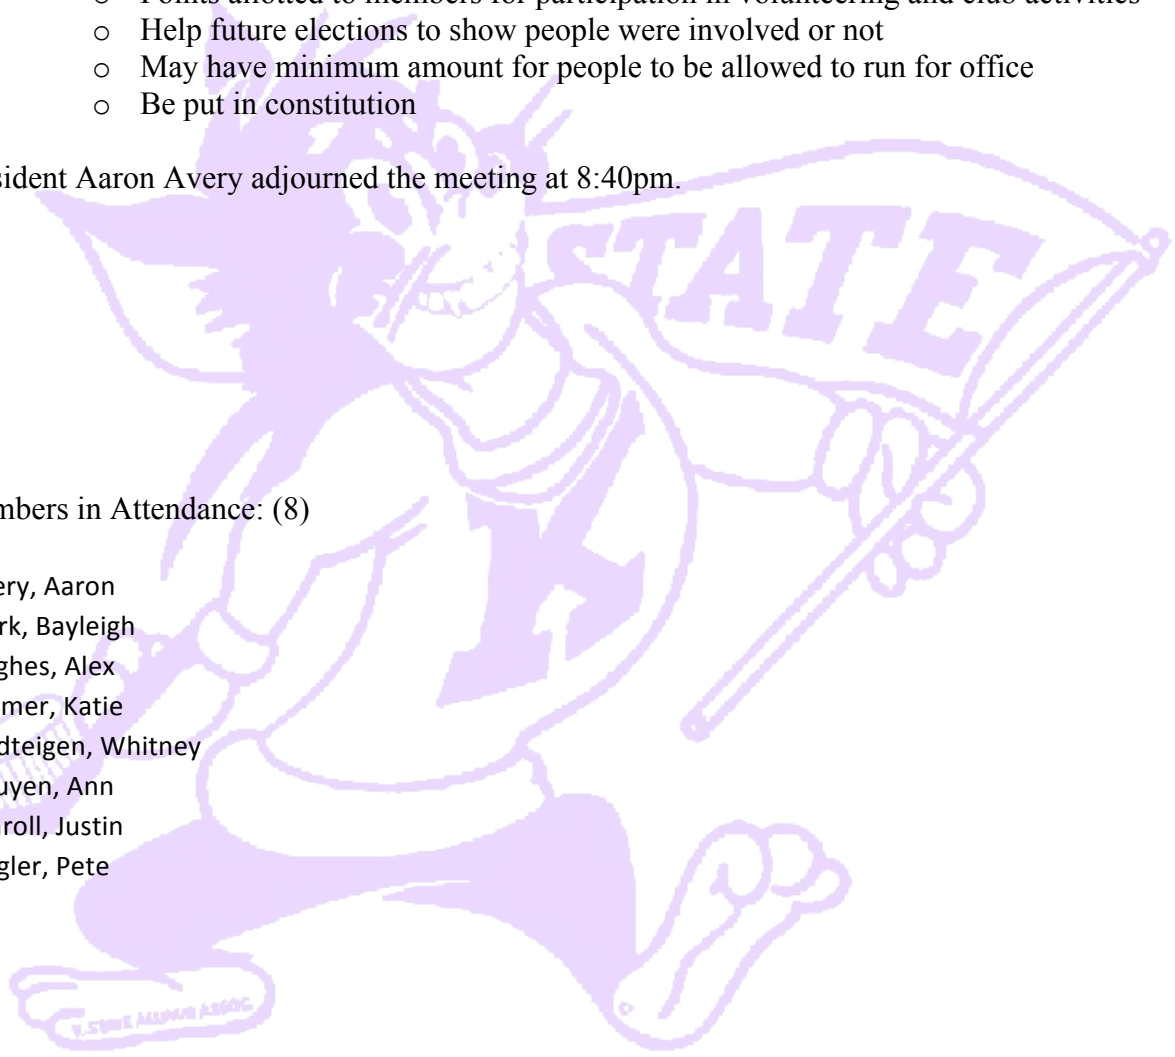 o Points allotted to members for participation in volunteering and club activities
o Help future elections to show people were involved or not
o May have minimum amount for people to be allowed to run for office
o Be put in constitution
sident Aaron Avery adjourned the meeting at 8:40pm.
STATE
mbers in Attendance: (8)
K
ery, Aaron
rk, Bayleigh
ghes, Alex
mer, Katie
dteigen, Whitney
uyen, Ann
roll, Justin
gler, Pete
K-STATE ALUMNI ASSOC.